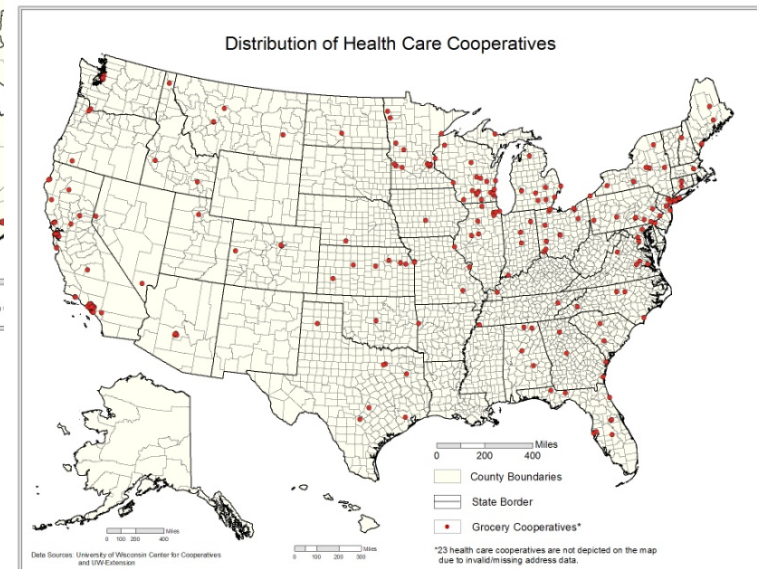 Distribution of Health Care Cooperatives
Miles
0 200 400
County Boundaries
State Border
Grocery Cooperatives*
*23 health care cooperatives are not depicted on the map
due to invalid/missing address data.
Miles
0 100 200 400
Miles
0 100 200 300
Data Sources: University of Wisconsin Center for Cooperatives
and UW-Extension